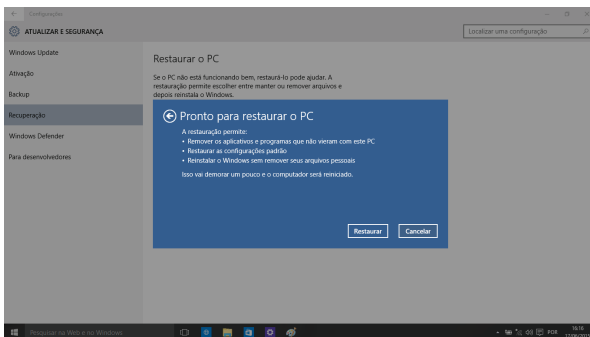 Configurações
ATUALIZAR E SEGURANÇA
Localizar uma configuração
Windows Update
Ativação
Backup
Recuperação
Windows Defender
Para desenvolvedores
Restaurar o PC
Se o PC não está funcionando bem, restaurá-lo pode ajudar. A
restauração permite escolher entre manter ou remover arquivos e
depois reinstala o Windows.
Pronto para restaurar o PC
A restauração permite:
• Remover os aplicativos e programas que não vieram com este PC
• Restaurar as configurações padrão
• Reinstalar o Windows sem remover seus arquivos pessoais
Isso vai demorar um pouco e o computador será reiniciado.
Restaurar
Cancelar
Pesquisar na Web e no Windows
POR
16:16